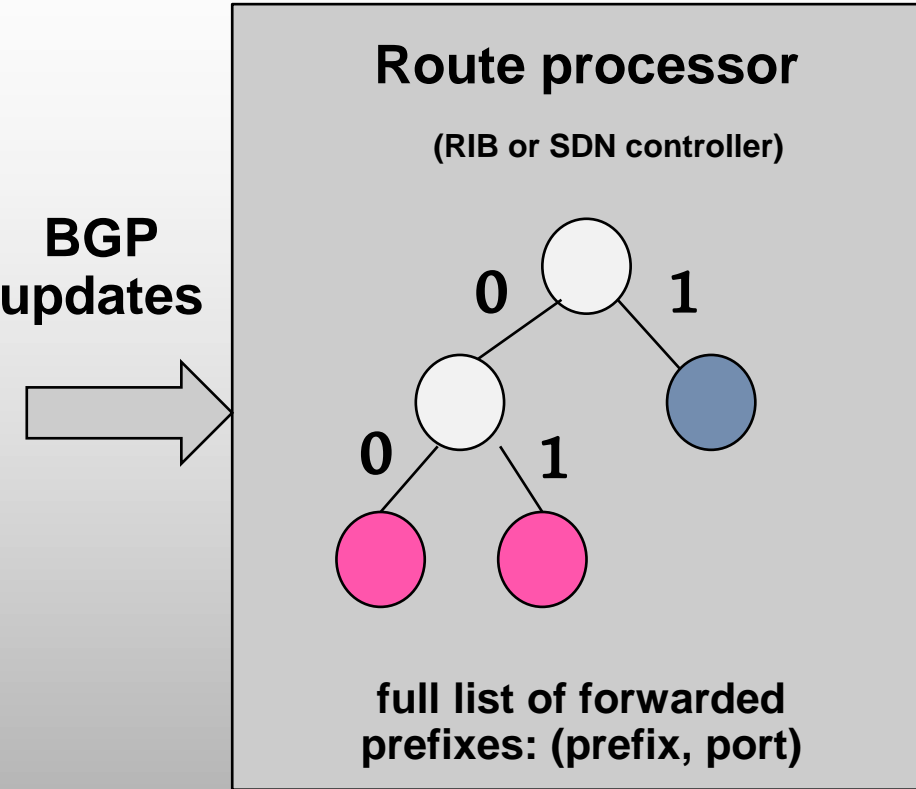 Route processor
(RIB or SDN controller)
BGP
updates
0
1
0
1
full list of forwarded
prefixes: (prefix, port)